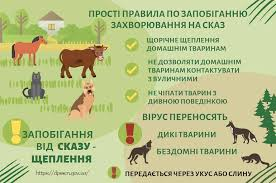 ПРОСТІ ПРАВИЛА ПО ЗАПОБІГАННЮ
ЗАХВОРЮВАННЯ НА СКАЗ
ЩОРІЧНЕ ЩЕПЛЕННЯ
ДОМАШНІМ ТВАРИНАМ
НЕ ДОЗВОЛЯТИ ДОМАШНІМ
ТВАРИНАМ КОНТАКТУВАТИ
З ВУЛИЧНИМИ
НЕ ЧІПАТИ ТВАРИН З
ДИВНОЮ ПОВЕДІНКОЮ
ВІРУС ПЕРЕНОСЯТЬ
ДИКІ ТВАРИНИ
БЕЗДОМНІ ТВАРИНИ
ПЕРЕДАЄТЬСЯ ЧЕРЕЗ УКУС АБО СЛИНУ
ЗАПОБІГАННЯ
ВІД СКАЗУ -
ЩЕПЛЕННЯ